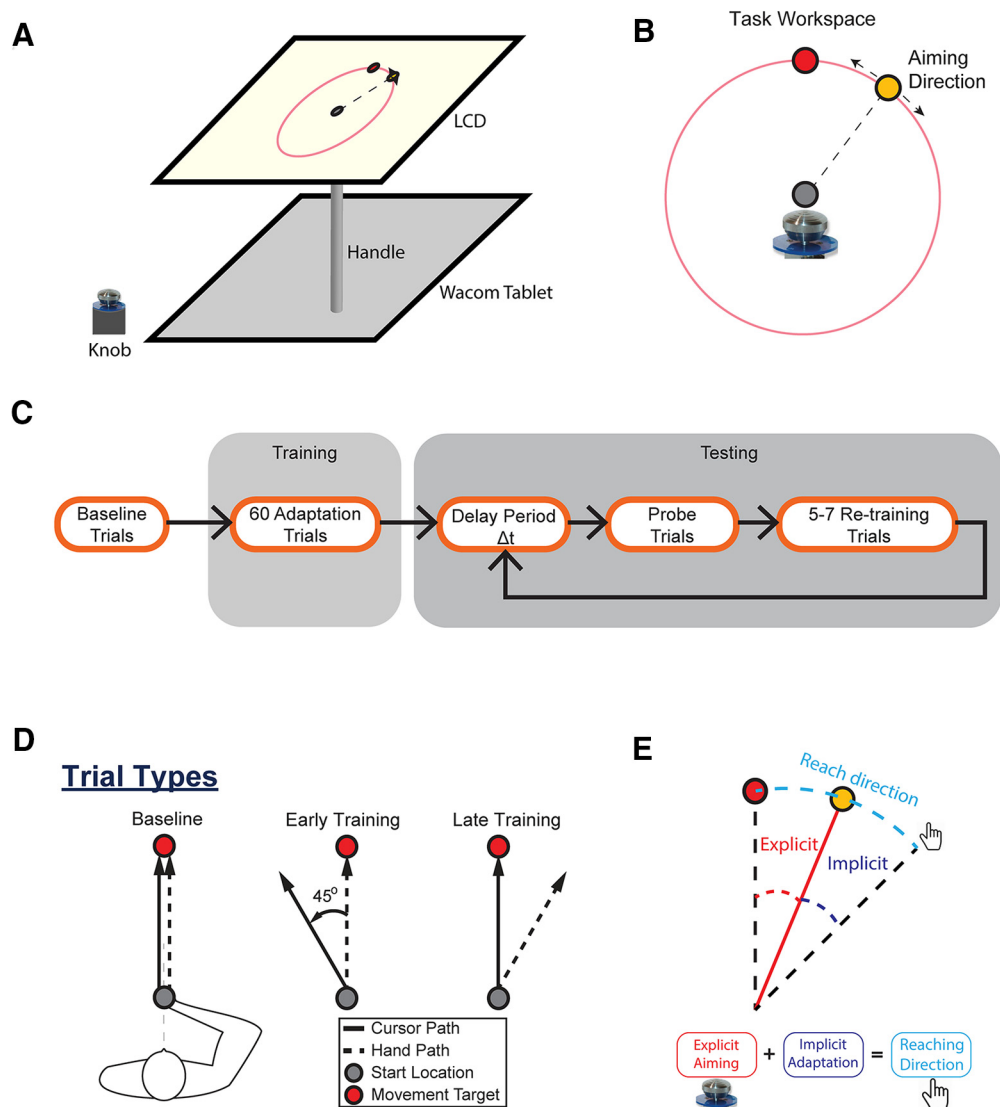 A
LCD
Handle
Wacom Tablet
Knob
B
Task Workspace
Aiming
Direction
C
Training
Testing
Baseline
Trials
60 Adaptation
Trials
Delay Period
Δt
Probe
Trials
5-7 Re-training
Trials
D
Trial Types
Baseline
Early Training
Late Training
45°
Cursor Path
Hand Path
Start Location
Movement Target
E
Reach direction
Explicit
Implicit
Explicit
Aiming
+
Implicit
Adaptation
=
Reaching
Direction